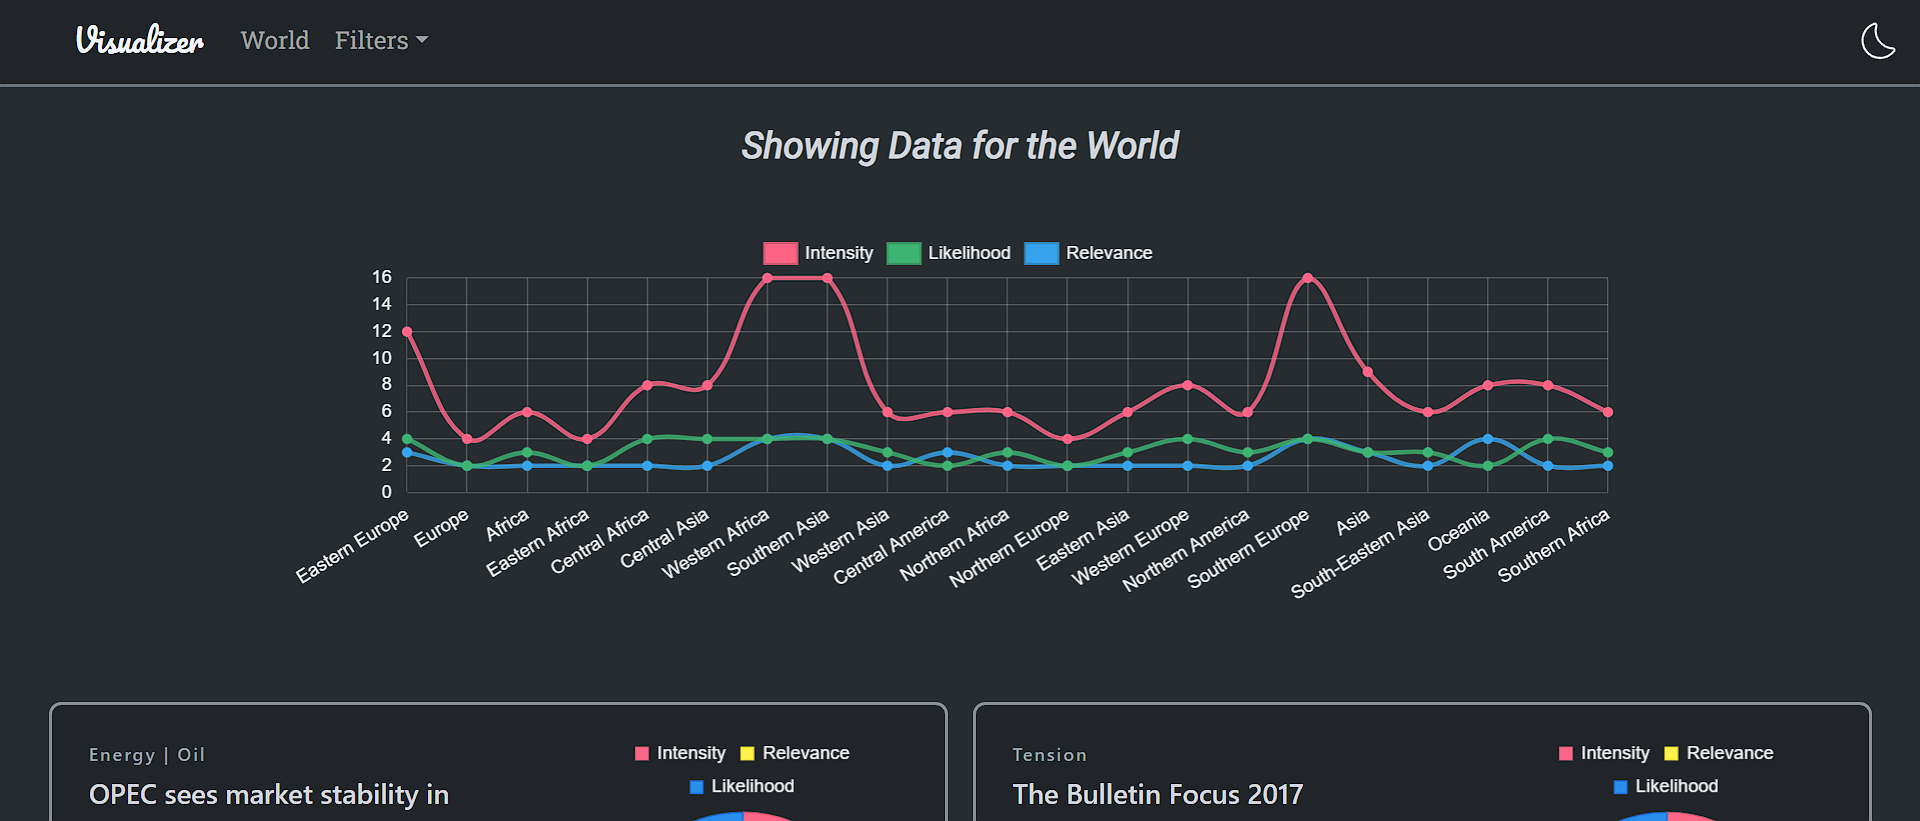 Visualizer World Filters
Showing Data for the World
Intensity Likelihood Relevance
16
14
12
10
8
6
4
2
0
Eastern Europe
Europe
Africa
Eastern Africa
Central Africa
Central Asia
Western Africa
Southern Asia
Western Asia
Central America
Northern Africa
Northern Europe
Eastern Asia
Western Europe
Northern America
Southern Europe
Asia
South-Eastern Asia
Oceania
South America
Southern Africa
Energy | Oil
OPEC sees market stability in
Intensity Relevance
Likelihood
Tension
The Bulletin Focus 2017
Intensity Relevance
Likelihood